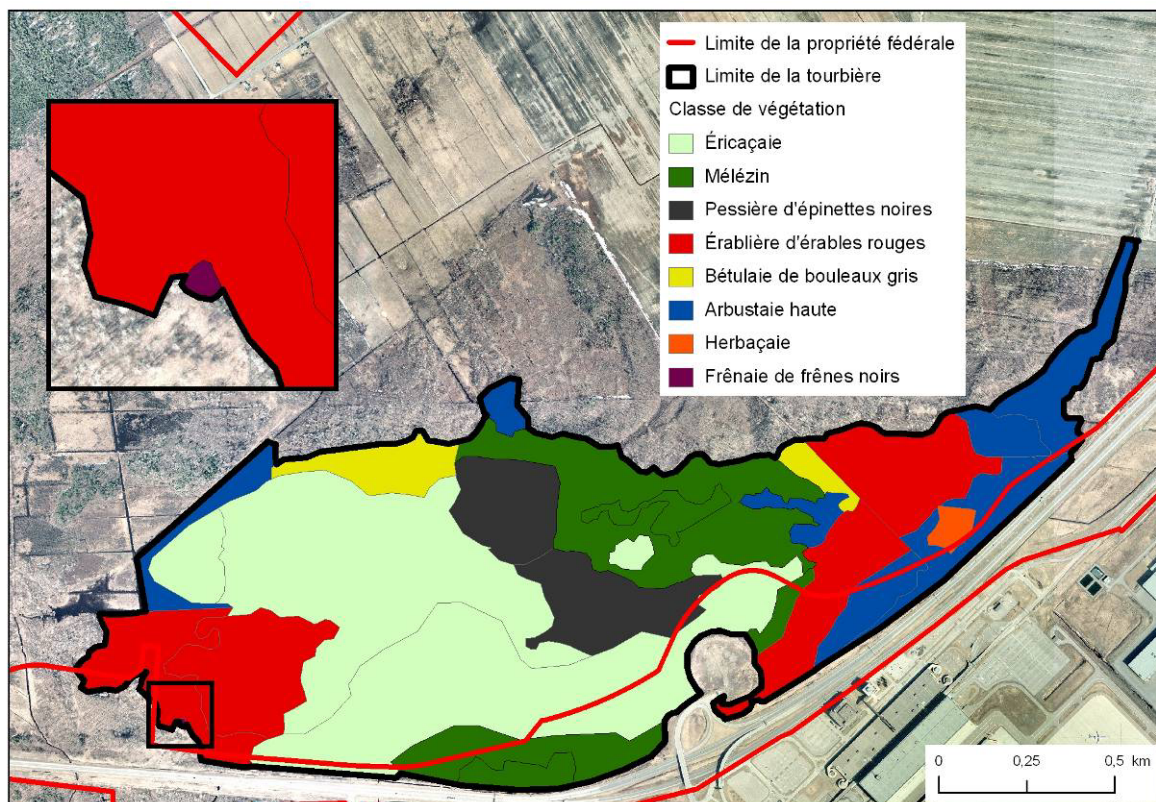 Limite de la propriété fédérale
Limite de la tourbière
Classe de végétation
Éricaçaie
Mélézin
Pessière d'épinettes noires
Érablière d'érables rouges
Bétulaie de bouleaux gris
Arbustaie haute
Herbaçaie
Frênaie de frênes noirs
0 0,25 0,5 km